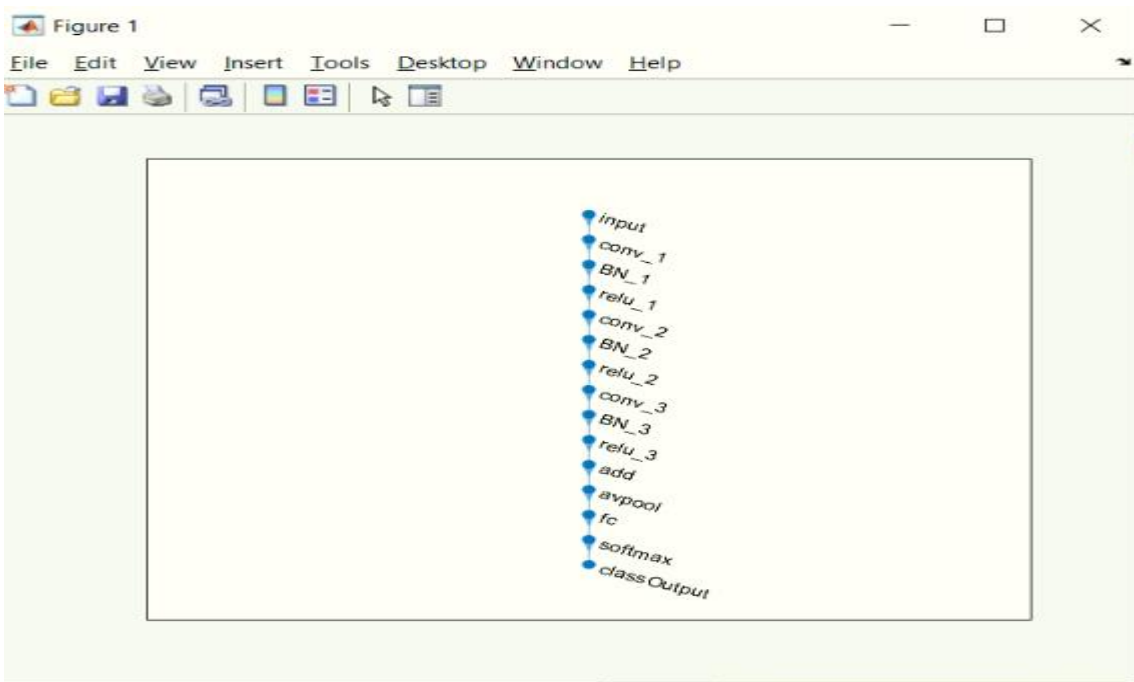 Figure 1
File Edit View Insert Tools Desktop Window Help
input
conv_1
BN_1
relu_1
conv_2
BN_2
relu_2
conv_3
BN_3
relu_3
add
avpool
fc
softmax
classOutput